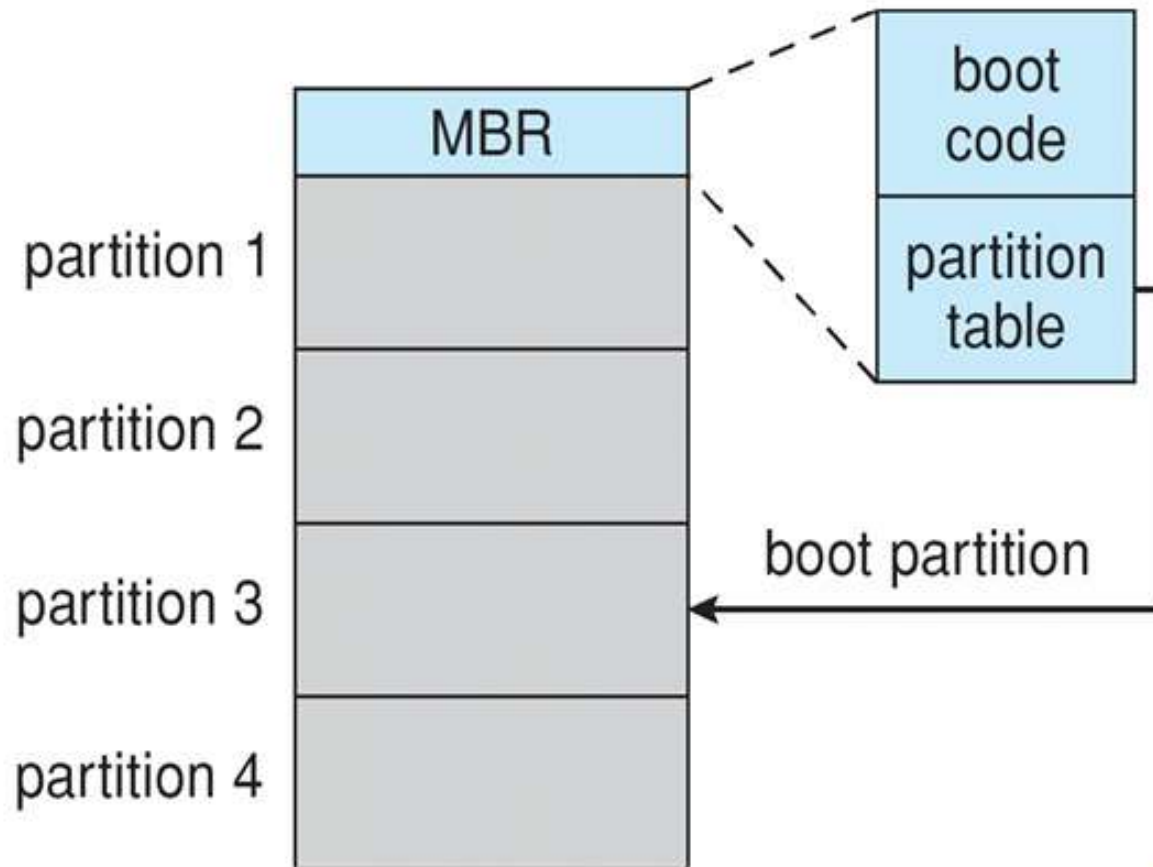 MBR
boot
code
partition
table
partition 1
partition 2
boot partition
partition 3
partition 4